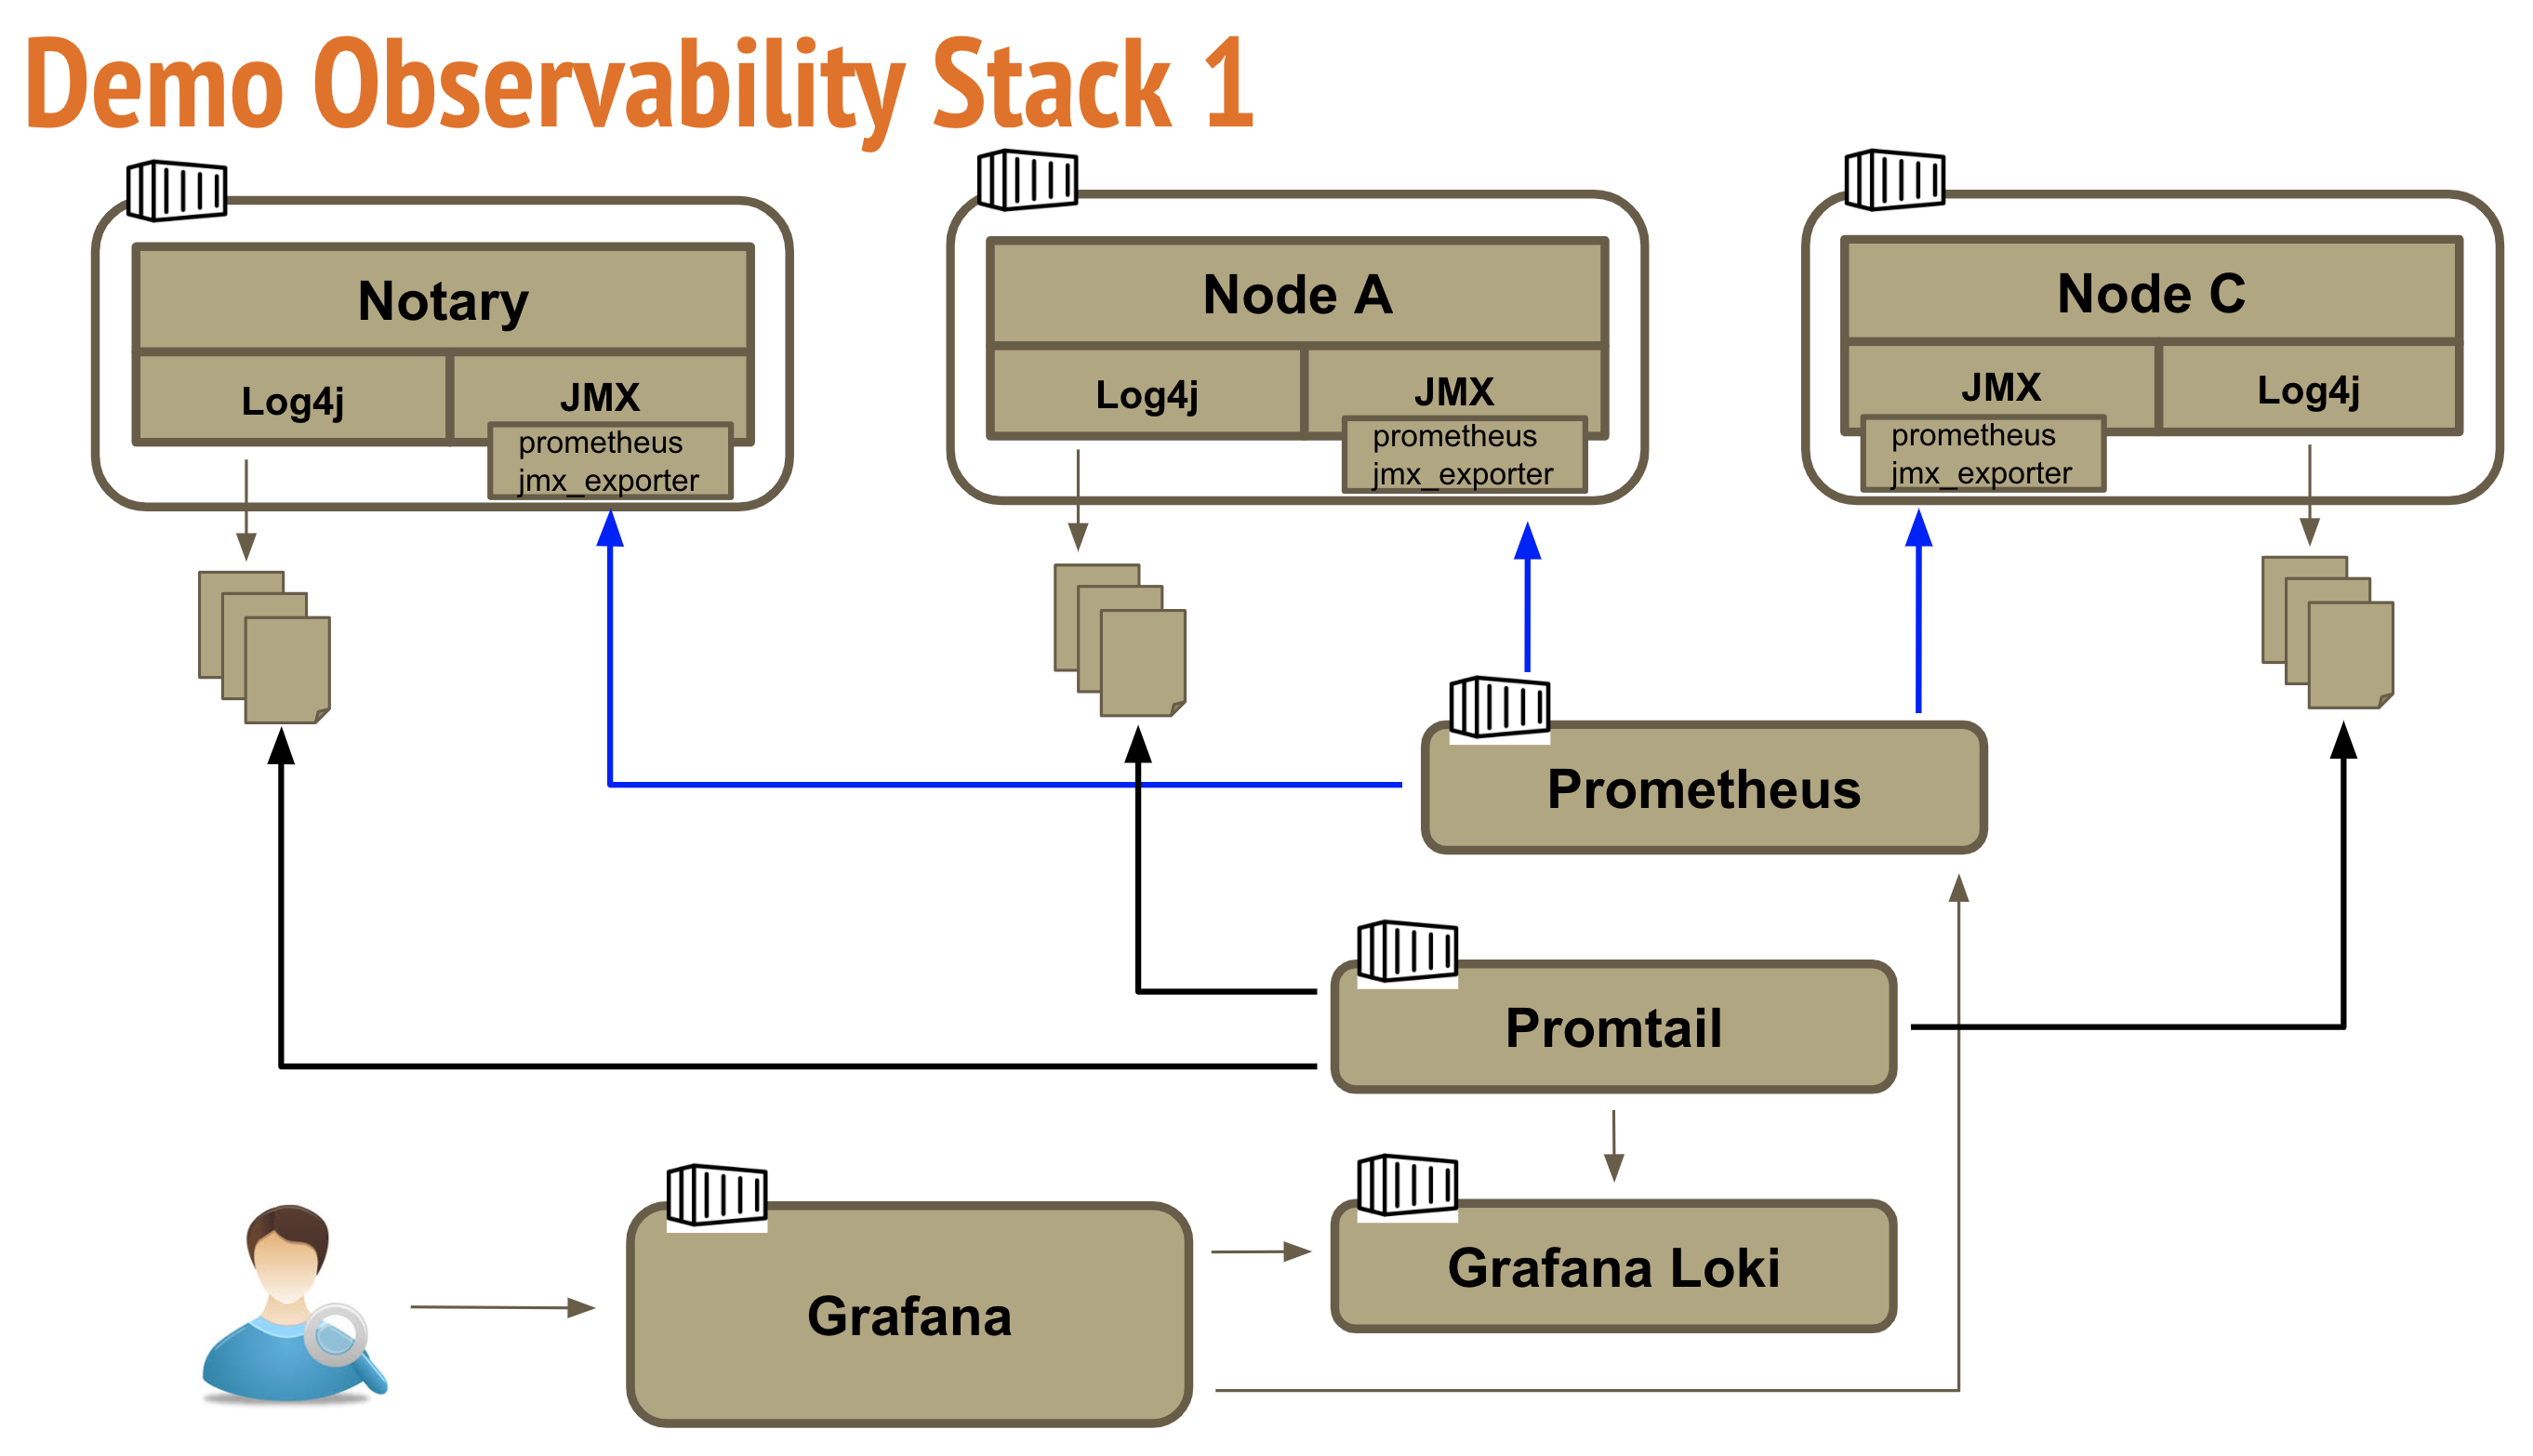 Demo Observability Stack 1
Notary
Log4j
JMX
prometheus
jmx_exporter
Node A
Log4j
JMX
prometheus
jmx_exporter
Node C
JMX
Log4j
prometheus
jmx_exporter
Prometheus
Promtail
Grafana
Grafana Loki